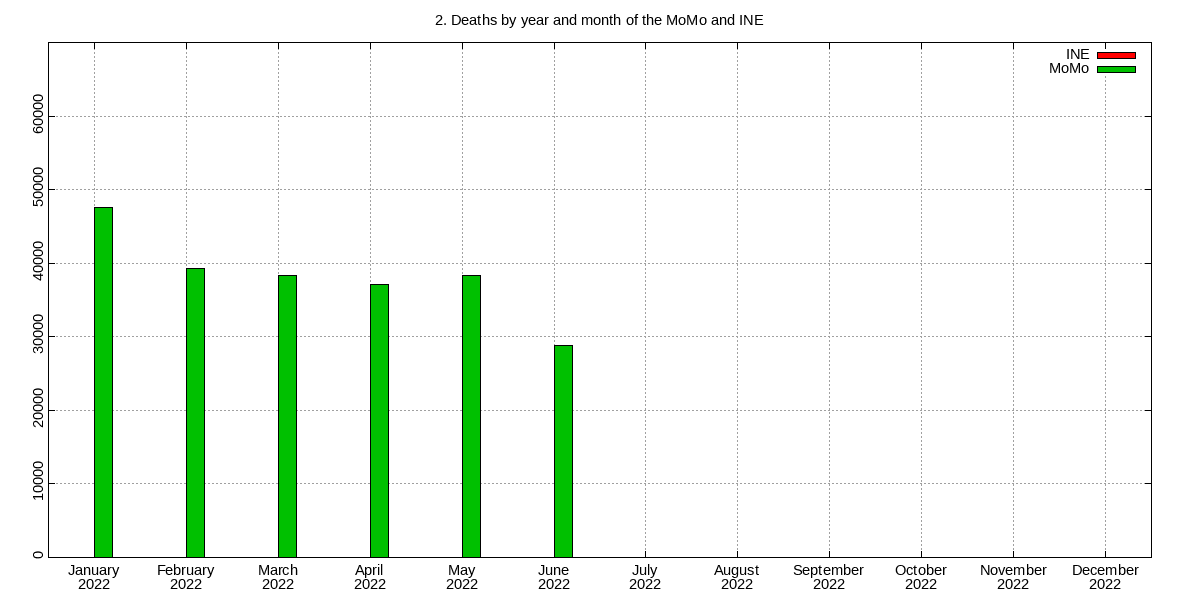 2. Deaths by year and month of the MoMo and INE
INE
MoMo
60000
50000
40000
30000
20000
10000
0
January February March April May June July August September October November December
2022 2022 2022 2022 2022 2022 2022 2022 2022 2022 2022 2022